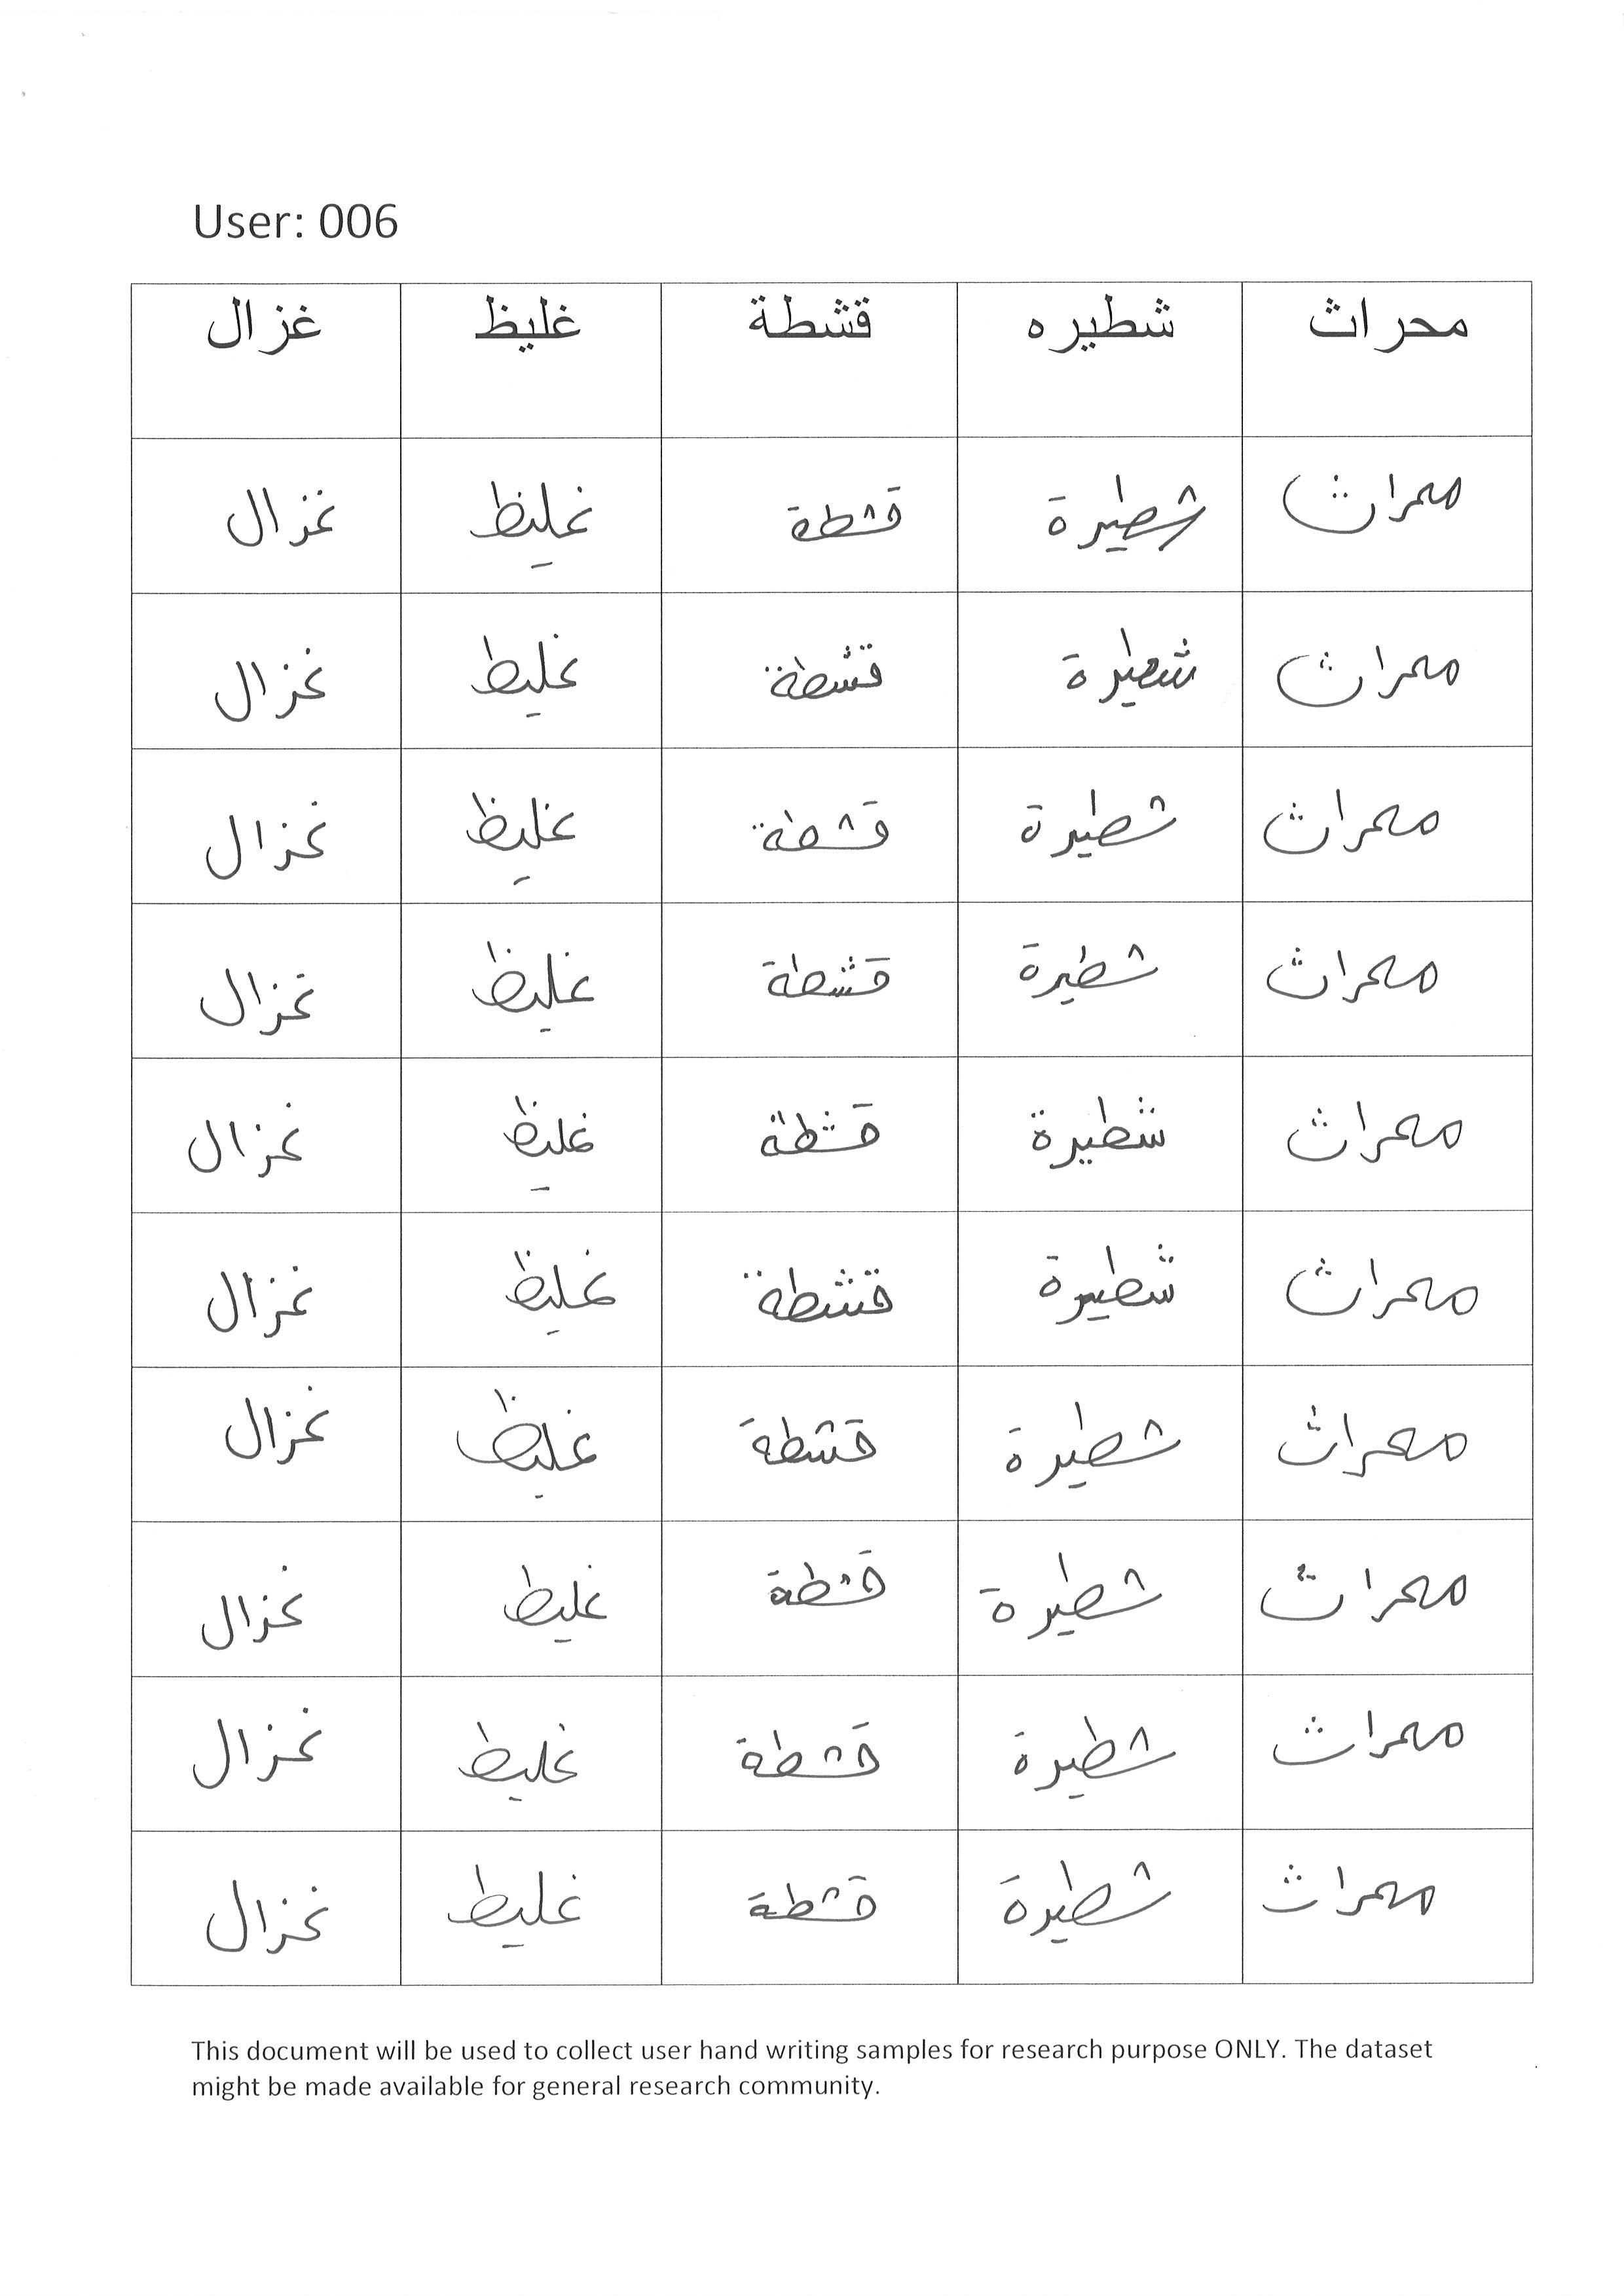 User: 006
محراث شطيره قشطة غليظ غزال
محراث شطيرة قشطة غليظ غزال
محراث شطيرة قشطة غليط غزال
محراث شطيرة قشطة غليظ غزال
محراث شطيرة قشطة غليظ غزال
محراث شطيرة قشطة غليظ غزال
محراث شطيرة قشطة غليظ غزال
محراث شطيرة قشطة غليظ غزال
محراث شطيرة قشطة غليط غزال
محراث شطيرة قشطة غليط غزال
محراث شطيرة قشطة غليط غزال
This document will be used to collect user hand writing samples for research purpose ONLY. The dataset
might be made available for general research community.